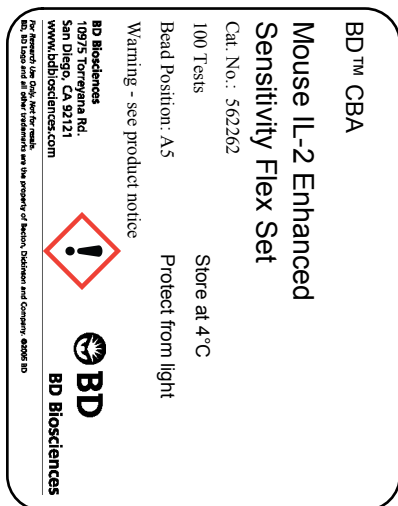 BD™ CBA
Mouse IL-2 Enhanced
Sensitivity Flex Set
Cat. No.: 562262
100 Tests
Store at 4°C
Bead Position: A5
Protect from light
Warning - see product notice
BD Biosciences
10975 Torreyana Rd.
San Diego, CA 92121
www.bdbiosciences.com
BD
BD Biosciences
For Research Use Only. Not for resale.
BD, BD Logo and all other trademarks are the property of Becton, Dickinson and Company. ©2005 BD